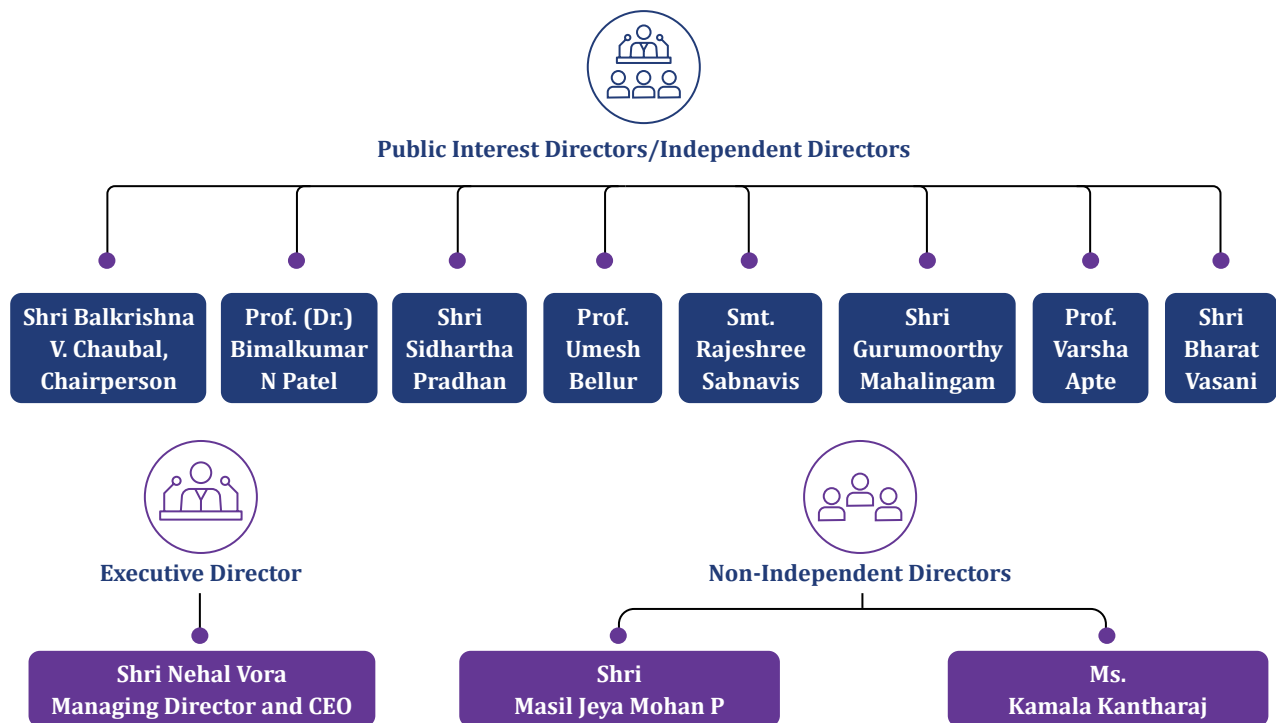 Public Interest Directors/Independent Directors
Shri Balkrishna
V. Chaubal,
Chairperson
Prof. (Dr.)
Bimalkumar
N Patel
Shri
Sidhartha
Pradhan
Prof.
Umesh
Bellur
Smt.
Rajeshree
Sabnavis
Shri
Gurumoorthy
Mahalingam
Prof.
Varsha
Apte
Shri
Bharat
Vasani
Executive Director
Shri Nehal Vora
Managing Director and CEO
Non-Independent Directors
Shri
Masil Jeya Mohan P
Ms.
Kamala Kantharaj